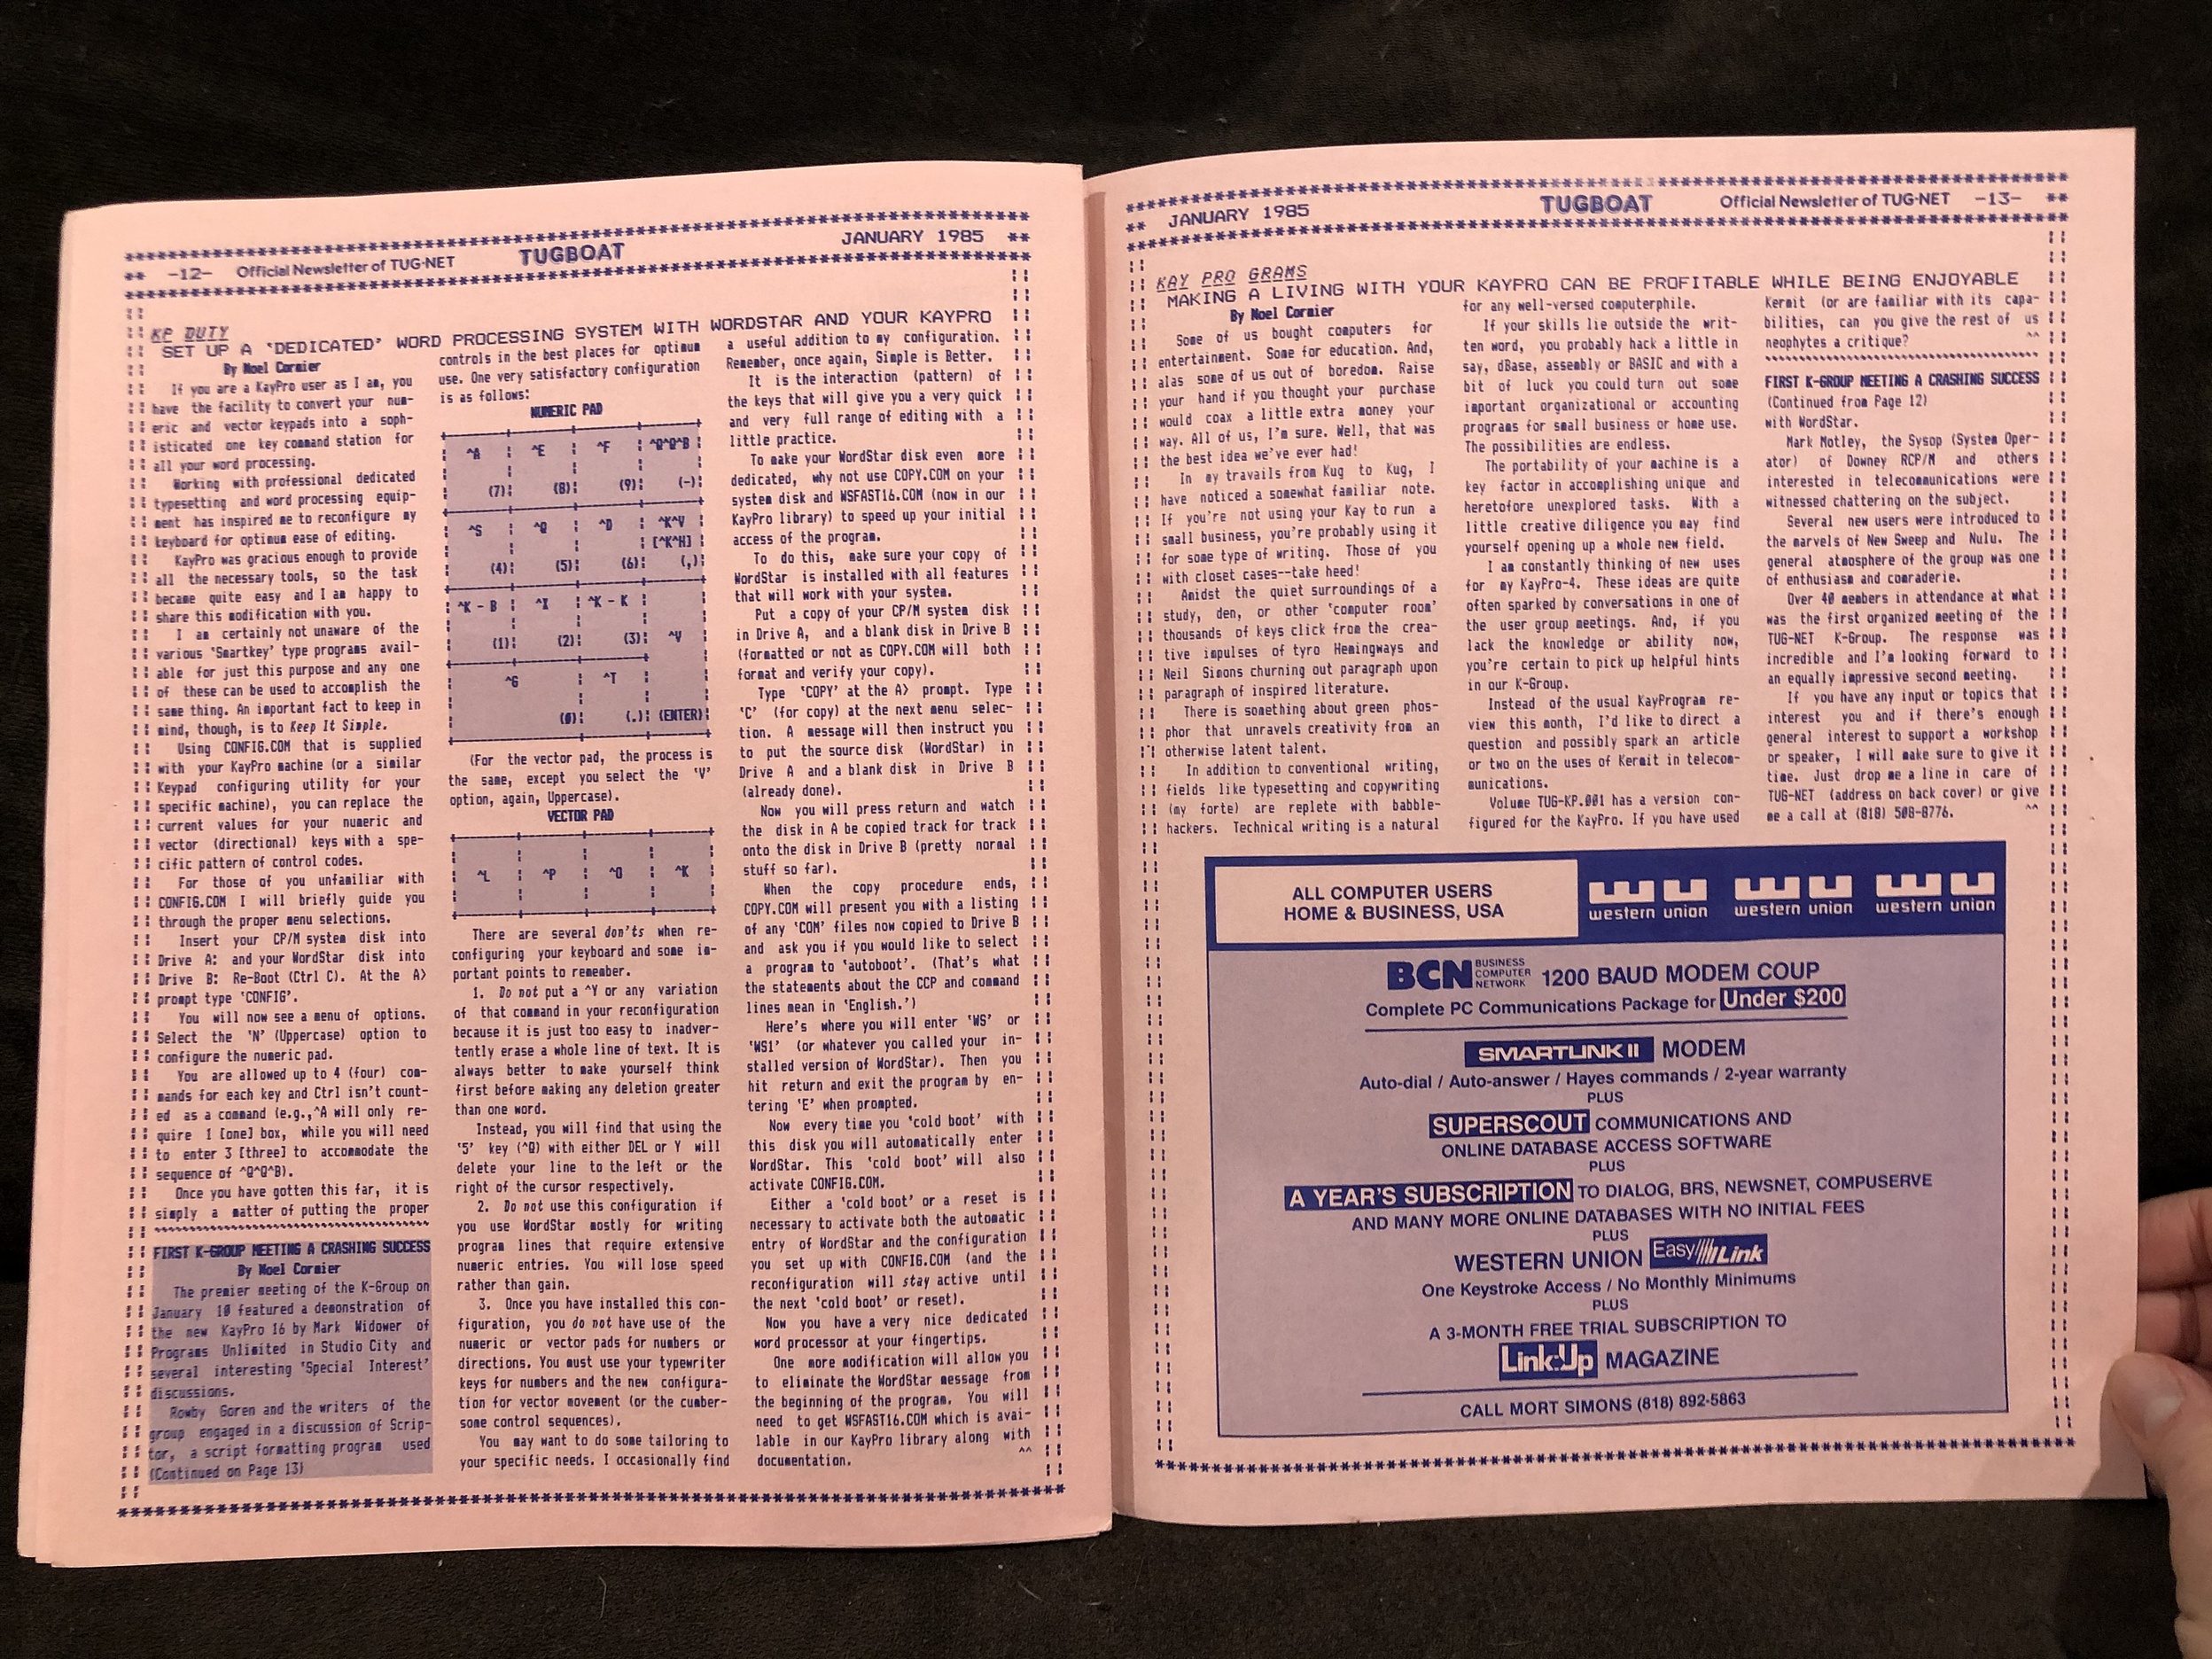 ** -12- Official Newsletter of TUG-NET TUGBOAT JANUARY 1985 **
KP DUTY
SET UP A 'DEDICATED' WORD PROCESSING SYSTEM WITH WORDSTAR AND YOUR KAYPRO
By Noel Cormier
If you are a KayPro user as I am, you
have the facility to convert your num-
eric and vector keypads into a soph-
isticated one key command station for
all your word processing.
Working with professional dedicated
typesetting and word processing equip-
ment has inspired me to reconfigure my
keyboard for optimum ease of editing.
KayPro was gracious enough to provide
all the necessary tools, so the task
became quite easy and I am happy to
share this modification with you.
I am certainly not unaware of the
various 'Smartkey' type programs avail-
able for just this purpose and any one
of these can be used to accomplish the
same thing. An important fact to keep in
mind, though, is to Keep It Simple.
Using CONFIG.COM that is supplied
with your KayPro machine (or a similar
Keypad configuring utility for your
specific machine), you can replace the
current values for your numeric and
vector (directional) keys with a spe-
cific pattern of control codes.
For those of you unfamiliar with
CONFIG.COM I will briefly guide you
through the proper menu selections.
Insert your CP/M system disk into
Drive A: and your WordStar disk into
Drive B: Re-Boot (Ctrl C). At the A>
prompt type 'CONFIG'.
You will now see a menu of options.
Select the 'N' (Uppercase) option to
configure the numeric pad.
You are allowed up to 4 (four) com-
mands for each key and Ctrl isn't count-
ed as a command (e.g.,^A will only re-
quire 1 [one] box, while you will need
to enter 3 [three] to accommodate the
sequence of ^Q^Q^B).
Once you have gotten this far, it is
simply a matter of putting the proper
FIRST K-GROUP MEETING A CRASHING SUCCESS
By Noel Cormier
The premier meeting of the K-Group on
January 10 featured a demonstration of
the new KayPro 16 by Mark Widower of
Programs Unlimited in Studio City and
several interesting 'Special Interest'
discussions.
Rowby Goren and the writers of the
group engaged in a discussion of Scrip-
tor, a script formatting program used
(Continued on Page 13)
controls in the best places for optimum
use. One very satisfactory configuration
is as follows:
NUMERIC PAD
^A ^E ^F ^Q^Q^B
(7) (8) (9) (-)
^S ^Q ^D ^K^V
[^K^H]
(4) (5) (6) (,)
^K - B ^X ^K - K
(1) (2) (3) ^V
^G ^T
(0) (.) (ENTER)
(For the vector pad, the process is
the same, except you select the 'V'
option, again, Uppercase).
VECTOR PAD
^L ^P ^O ^K
There are several don'ts when re-
configuring your keyboard and some im-
portant points to remember.
1. Do not put a ^Y or any variation
of that command in your reconfiguration
because it is just too easy to inadver-
tently erase a whole line of text. It is
always better to make yourself think
first before making any deletion greater
than one word.
Instead, you will find that using the
'5' key (^Q) with either DEL or Y will
delete your line to the left or the
right of the cursor respectively.
2. Do not use this configuration if
you use WordStar mostly for writing
program lines that require extensive
numeric entries. You will lose speed
rather than gain.
3. Once you have installed this con-
figuration, you do not have use of the
numeric or vector pads for numbers or
directions. You must use your typewriter
keys for numbers and the new configura-
tion for vector movement (or the cumber-
some control sequences).
You may want to do some tailoring to
your specific needs. I occasionally find
a useful addition to my configuration.
Remember, once again, Simple is Better.
It is the interaction (pattern) of
the keys that will give you a very quick
and very full range of editing with a
little practice.
To make your WordStar disk even more
dedicated, why not use COPY.COM on your
system disk and WSFAST16.COM (now in our
KayPro library) to speed up your initial
access of the program.
To do this, make sure your copy of
WordStar is installed with all features
that will work with your system.
Put a copy of your CP/M system disk
in Drive A, and a blank disk in Drive B
(formatted or not as COPY.COM will both
format and verify your copy).
Type 'COPY' at the A> prompt. Type
'C' (for copy) at the next menu selec-
tion. A message will then instruct you
to put the source disk (WordStar) in
Drive A and a blank disk in Drive B
(already done).
Now you will press return and watch
the disk in A be copied track for track
onto the disk in Drive B (pretty normal
stuff so far).
When the copy procedure ends,
COPY.COM will present you with a listing
of any 'COM' files now copied to Drive B
and ask you if you would like to select
a program to 'autoboot'. (That's what
the statements about the CCP and command
lines mean in 'English.')
Here's where you will enter 'WS' or
'WS1' (or whatever you called your in-
stalled version of WordStar). Then you
hit return and exit the program by en-
tering 'E' when prompted.
Now every time you 'cold boot' with
this disk you will automatically enter
WordStar. This 'cold boot' will also
activate CONFIG.COM.
Either a 'cold boot' or a reset is
necessary to activate both the automatic
entry of WordStar and the configuration
you set up with CONFIG.COM (and the
reconfiguration will stay active until
the next 'cold boot' or reset).
Now you have a very nice dedicated
word processor at your fingertips.
One more modification will allow you
to eliminate the WordStar message from
the beginning of the program. You will
need to get WSFAST16.COM which is avai-
lable in our KayPro library along with
documentation. ^^
** JANUARY 1985 TUGBOAT Official Newsletter of TUG-NET -13- **
KAY PRO GRAMS
MAKING A LIVING WITH YOUR KAYPRO CAN BE PROFITABLE WHILE BEING ENJOYABLE
By Noel Cormier
Some of us bought computers for
entertainment. Some for education. And,
alas some of us out of boredom. Raise
your hand if you thought your purchase
would coax a little extra money your
way. All of us, I'm sure. Well, that was
the best idea we've ever had!
In my travails from Kug to Kug, I
have noticed a somewhat familiar note.
If you're not using your Kay to run a
small business, you're probably using it
for some type of writing. Those of you
with closet cases--take heed!
Amidst the quiet surroundings of a
study, den, or other 'computer room'
thousands of keys click from the crea-
tive impulses of tyro Hemingways and
Neil Simons churning out paragraph upon
paragraph of inspired literature.
There is something about green phos-
phor that unravels creativity from an
otherwise latent talent.
In addition to conventional writing,
fields like typesetting and copywriting
(my forte) are replete with babble-
hackers. Technical writing is a natural
for any well-versed computerphile.
If your skills lie outside the writ-
ten word, you probably hack a little in
say, dBase, assembly or BASIC and with a
bit of luck you could turn out some
important organizational or accounting
programs for small business or home use.
The possibilities are endless.
The portability of your machine is a
key factor in accomplishing unique and
heretofore unexplored tasks. With a
little creative diligence you may find
yourself opening up a whole new field.
I am constantly thinking of new uses
for my KayPro-4. These ideas are quite
often sparked by conversations in one of
the user group meetings. And, if you
lack the knowledge or ability now,
you're certain to pick up helpful hints
in our K-Group.
Instead of the usual KayProgram re-
view this month, I'd like to direct a
question and possibly spark an article
or two on the uses of Kermit in telecom-
munications.
Volume TUG-KP.001 has a version con-
figured for the KayPro. If you have used
Kermit (or are familiar with its capa-
bilities, can you give the rest of us
neophytes a critique? ^^
FIRST K-GROUP MEETING A CRASHING SUCCESS
(Continued from Page 12)
with WordStar.
Mark Motley, the Sysop (System Oper-
ator) of Downey RCP/M and others
interested in telecommunications were
witnessed chattering on the subject.
Several new users were introduced to
the marvels of New Sweep and Nulu. The
general atmosphere of the group was one
of enthusiasm and comraderie.
Over 40 members in attendance at what
was the first organized meeting of the
TUG-NET K-Group. The response was
incredible and I'm looking forward to
an equally impressive second meeting.
If you have any input or topics that
interest you and if there's enough
general interest to support a workshop
or speaker, I will make sure to give it
time. Just drop me a line in care of
TUG-NET (address on back cover) or give
me a call at (818) 508-8776. ^^
ALL COMPUTER USERS
HOME & BUSINESS, USA
western union western union western union
BCN BUSINESS COMPUTER NETWORK 1200 BAUD MODEM COUP
Complete PC Communications Package for Under $200
SMARTLINK II MODEM
Auto-dial / Auto-answer / Hayes commands / 2-year warranty
PLUS
SUPERSCOUT COMMUNICATIONS AND
ONLINE DATABASE ACCESS SOFTWARE
PLUS
A YEAR'S SUBSCRIPTION TO DIALOG, BRS, NEWSNET, COMPUSERVE
AND MANY MORE ONLINE DATABASES WITH NO INITIAL FEES
PLUS
WESTERN UNION Easy Link
One Keystroke Access / No Monthly Minimums
PLUS
A 3-MONTH FREE TRIAL SUBSCRIPTION TO
Link-Up MAGAZINE
CALL MORT SIMONS (818) 892-5863